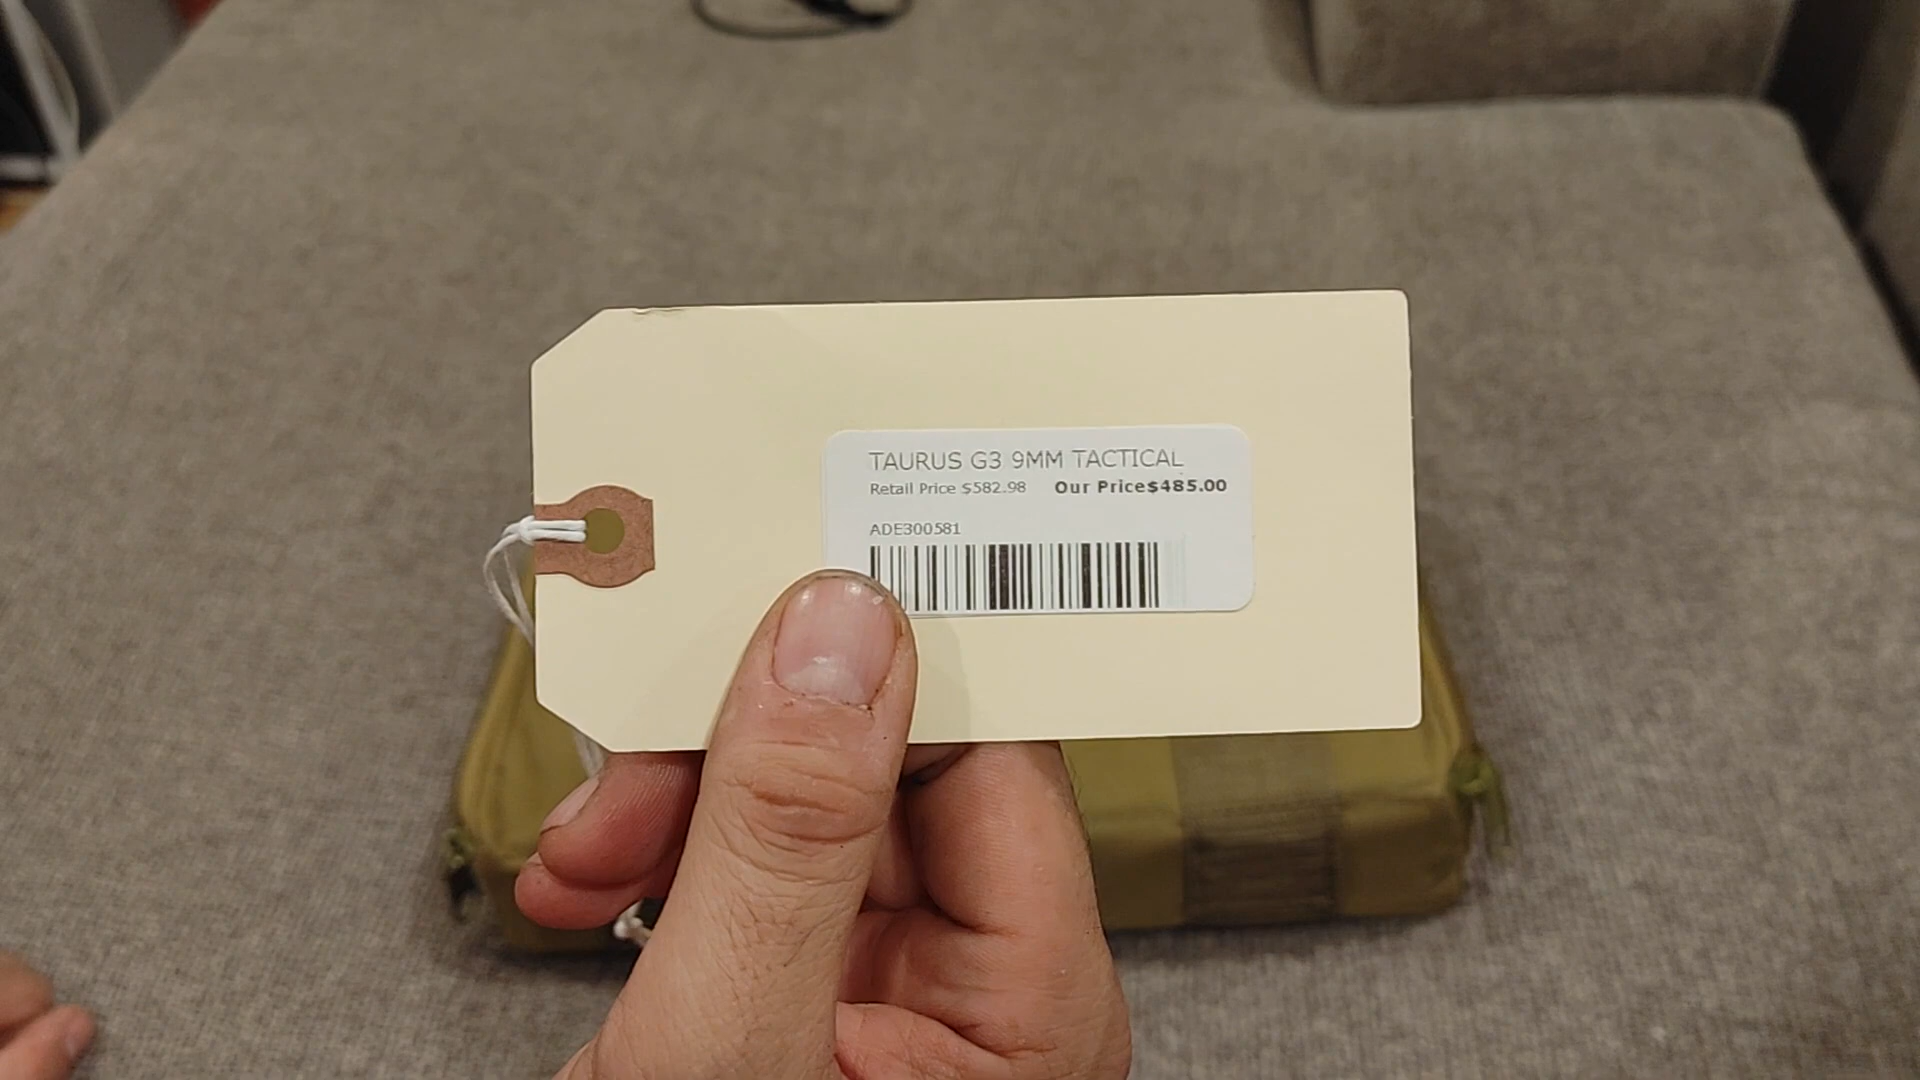 TAURUS G3 9MM TACTICAL
Retail Price $582.98 Our Price$485.00
ADE300581